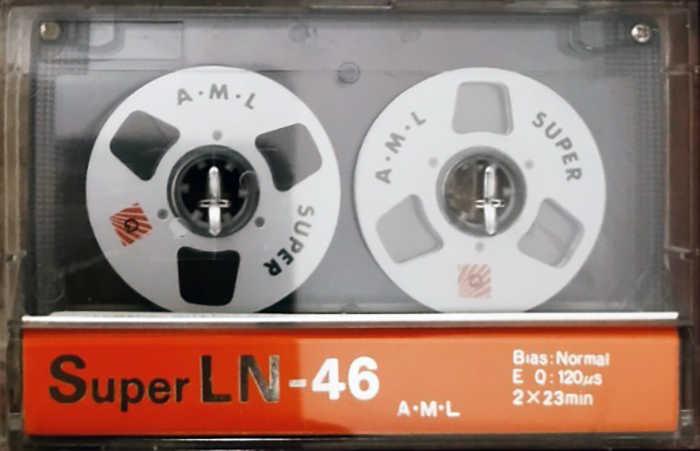 A·M·L
SUPER
A·M·L
SUPER
Super LN-46
A·M·L
Bias:Normal
E Q:120μs
2×23min